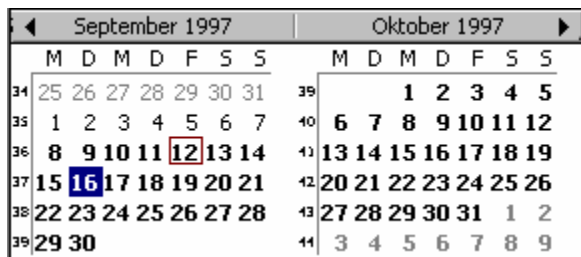 September 1997 Oktober 1997
M D M D F S S M D M D F S S
34 25 26 27 28 29 30 31 39 1 2 3 4 5
35 1 2 3 4 5 6 7 40 6 7 8 9 10 11 12
36 8 9 10 11 12 13 14 41 13 14 15 16 17 18 19
37 15 16 17 18 19 20 21 42 20 21 22 23 24 25 26
38 22 23 24 25 26 27 28 43 27 28 29 30 31 1 2
39 29 30 44 3 4 5 6 7 8 9